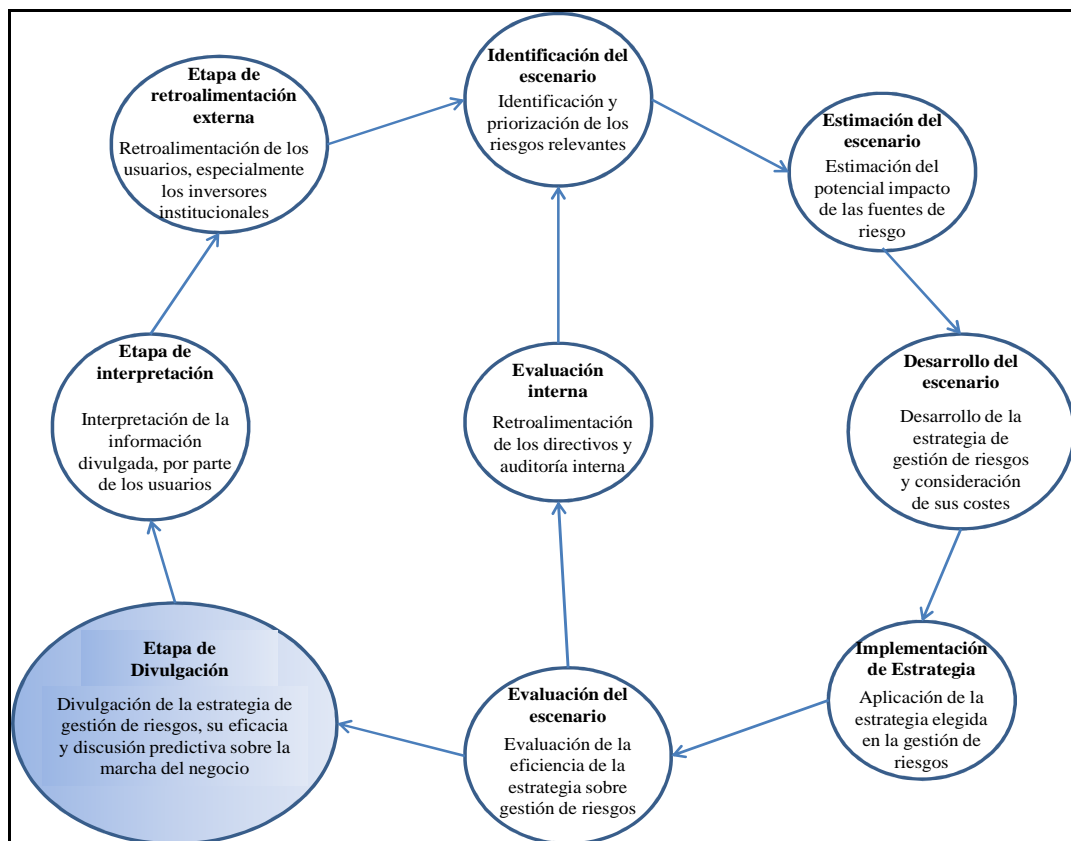 Identificación del
escenario
Identificación y
priorización de los
riesgos relevantes
Estimación del
escenario
Estimación del
potencial impacto
de las fuentes de
riesgo
Desarrollo del
escenario
Desarrollo de la
estrategia de
gestión de riesgos
y consideración
de sus costes
Implementación
de Estrategia
Aplicación de la
estrategia elegida
en la gestión de
riesgos
Evaluación del
escenario
Evaluación de la
eficiencia de la
estrategia sobre
gestión de riesgos
Evaluación
interna
Retroalimentación
de los directivos y
auditoría interna
Etapa de
Divulgación
Divulgación de la estrategia de
gestión de riesgos, su eficacia
y discusión predictiva sobre la
marcha del negocio
Etapa de
interpretación
Interpretación de la
información
divulgada, por parte
de los usuarios
Etapa de
retroalimentación
externa
Retroalimentación de los
usuarios, especialmente
los inversores
institucionales